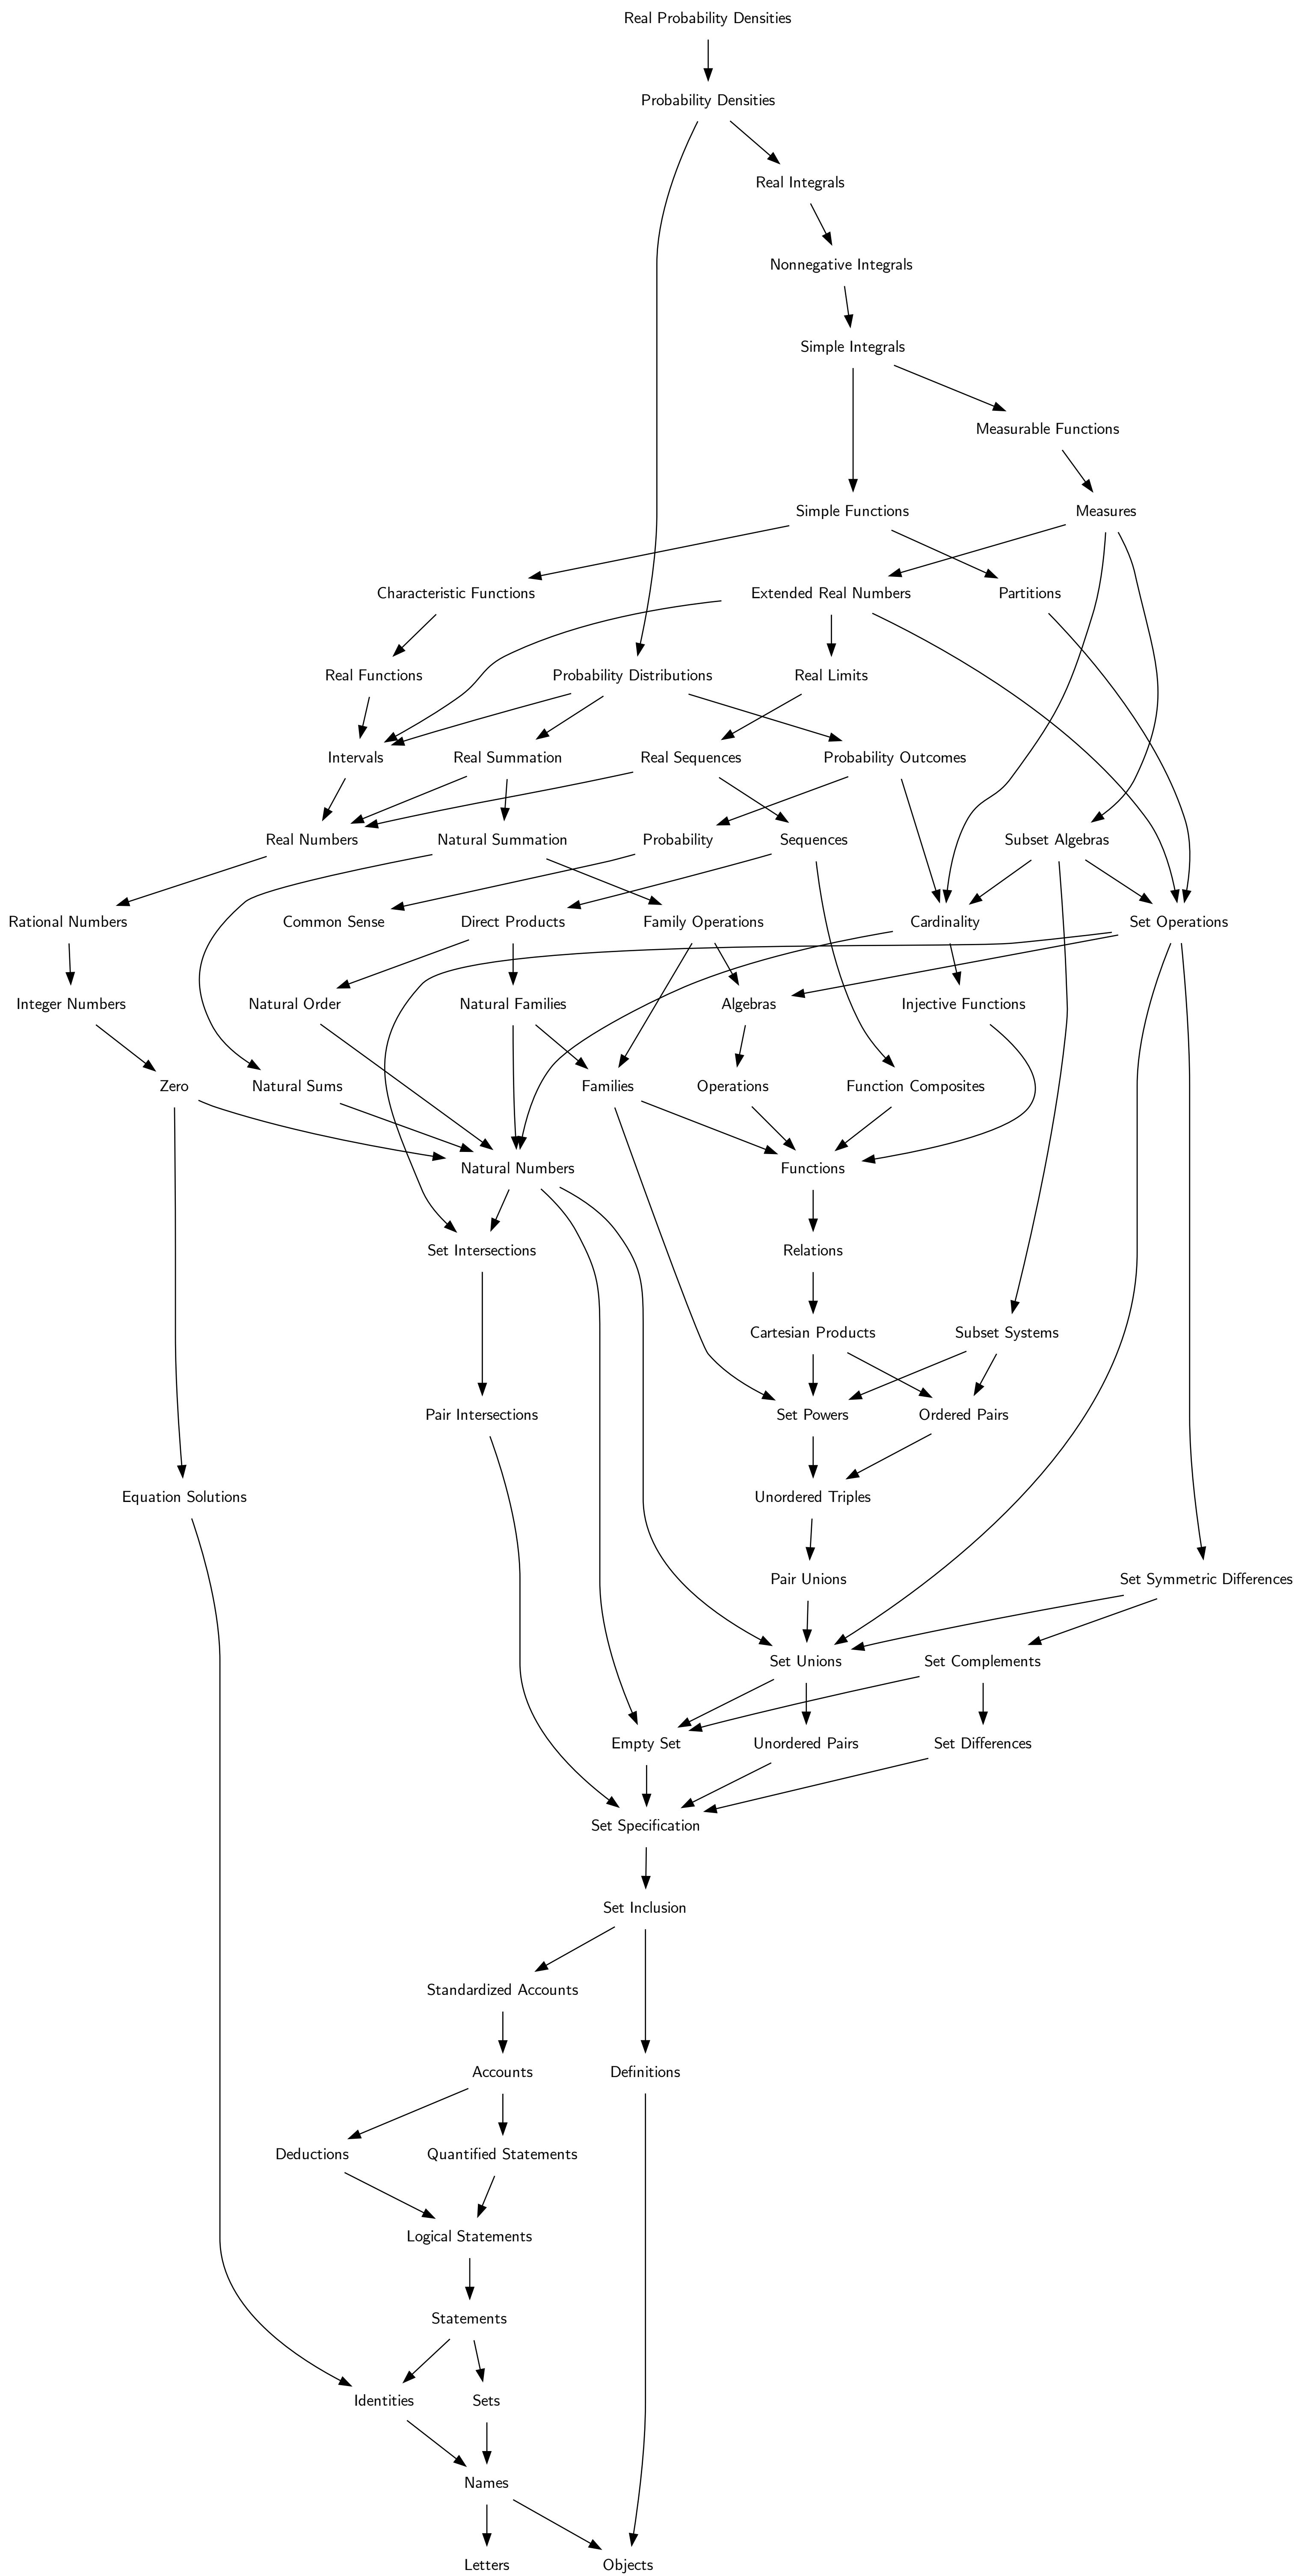 Real Probability Densities
Probability Densities
Real Integrals
Nonnegative Integrals
Simple Integrals
Measurable Functions
Simple Functions
Measures
Characteristic Functions
Extended Real Numbers
Partitions
Real Functions
Probability Distributions
Real Limits
Intervals
Real Summation
Real Sequences
Probability Outcomes
Real Numbers
Natural Summation
Probability
Sequences
Subset Algebras
Rational Numbers
Common Sense
Direct Products
Family Operations
Cardinality
Set Operations
Integer Numbers
Natural Order
Natural Families
Algebras
Injective Functions
Zero
Natural Sums
Families
Operations
Function Composites
Natural Numbers
Functions
Set Intersections
Relations
Cartesian Products
Subset Systems
Pair Intersections
Set Powers
Ordered Pairs
Equation Solutions
Unordered Triples
Pair Unions
Set Symmetric Differences
Set Unions
Set Complements
Empty Set
Unordered Pairs
Set Differences
Set Specification
Set Inclusion
Standardized Accounts
Accounts
Definitions
Deductions
Quantified Statements
Logical Statements
Statements
Identities
Sets
Names
Letters
Objects